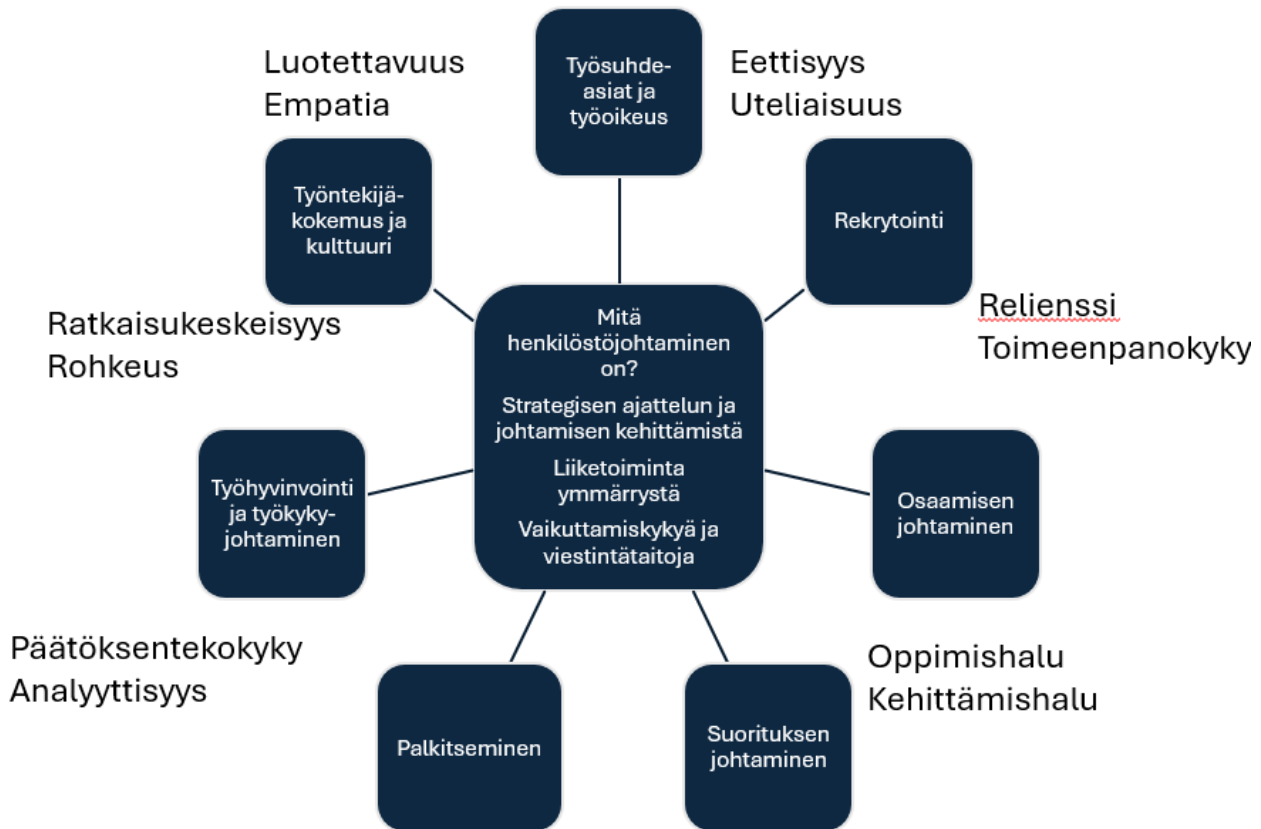 Työsuhde-
asiat ja
työoikeus
Luotettavuus
Empatia
Eettisyys
Uteliaisuus
Työntekijä-
kokemus ja
kulttuuri
Rekrytointi
Ratkaisukeskeisyys
Rohkeus
Mitä
henkilöstöjohtaminen
on?
Strategisen ajattelun ja
johtamisen kehittämistä
Liiketoiminta
ymmärrystä
Vaikuttamiskykyä ja
viestintätaitoja
Relienssi
Toimeenpanokyky
Työhyvinvointi
ja työkyky-
johtaminen
Osaamisen
johtaminen
Päätöksentekokyky
Analyyttisyys
Oppimishalu
Kehittämishalu
Palkitseminen
Suorituksen
johtaminen